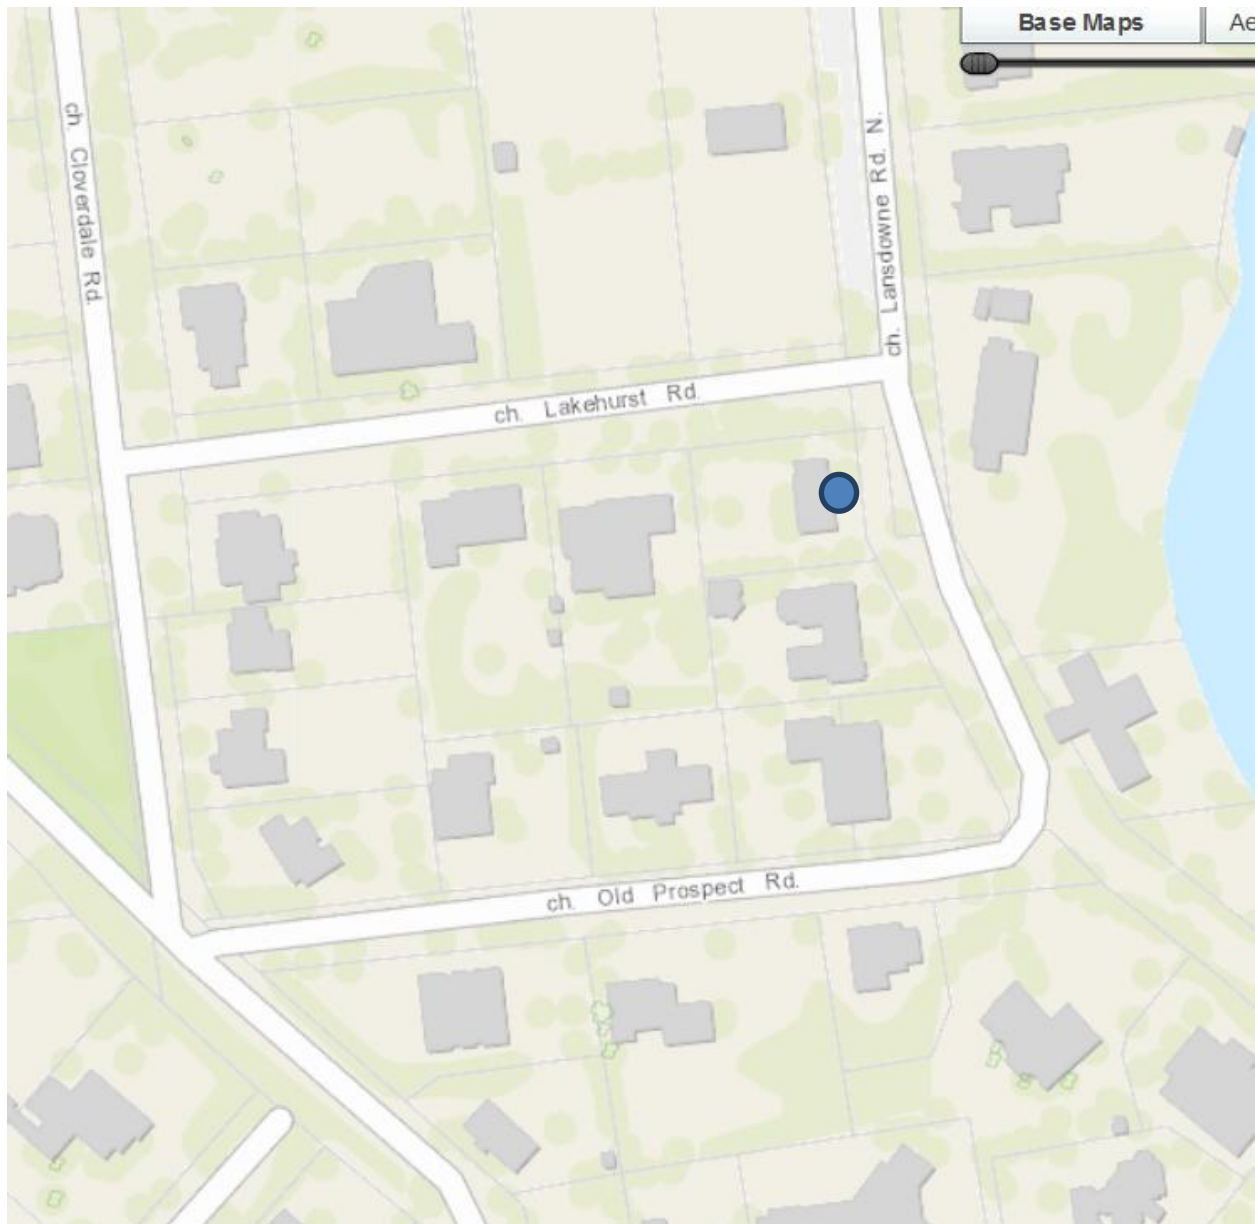 Base Maps
Ae
ch. Cloverdale Rd.
ch. Lansdowne Rd. N.
ch. Lakehurst Rd.
ch. Old Prospect Rd.